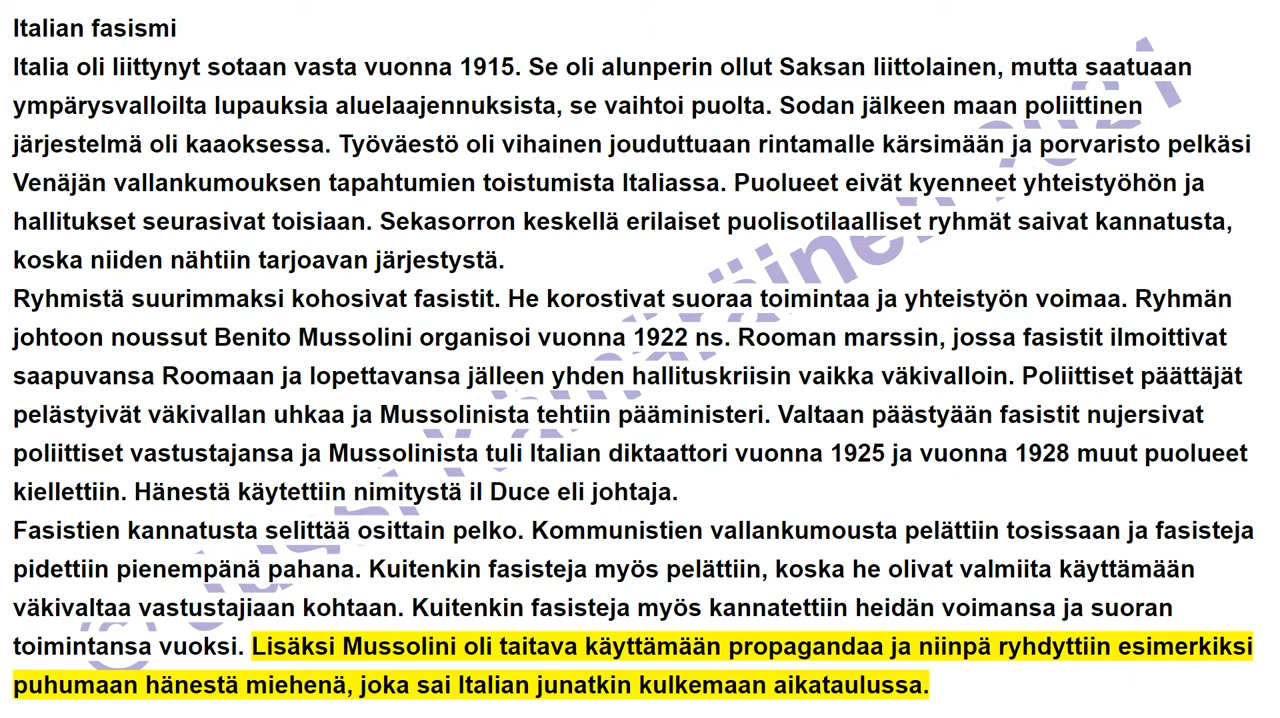 Italian fasismi
Italia oli liittynyt sotaan vasta vuonna 1915. Se oli alunperin ollut Saksan liittolainen, mutta saatuaan
ympärysvalloilta lupauksia aluelaajennuksista, se vaihtoi puolta. Sodan jälkeen maan poliittinen
järjestelmä oli kaaoksessa. Työväestö oli vihainen jouduttuaan rintamalle kärsimään ja porvaristo pelkäsi
Venäjän vallankumouksen tapahtumien toistumista Italiassa. Puolueet eivät kyenneet yhteistyöhön ja
hallitukset seurasivat toisiaan. Sekasorron keskellä erilaiset puolisotilaalliset ryhmät saivat kannatusta,
koska niiden nähtiin tarjoavan järjestystä.
Ryhmistä suurimmaksi kohosivat fasistit. He korostivat suoraa toimintaa ja yhteistyön voimaa. Ryhmän
johtoon noussut Benito Mussolini organisoi vuonna 1922 ns. Rooman marssin, jossa fasistit ilmoittivat
saapuvansa Roomaan ja lopettavansa jälleen yhden hallituskriisin vaikka väkivalloin. Poliittiset päättäjät
pelästyivät väkivallan uhkaa ja Mussolinista tehtiin pääministeri. Valtaan päästyään fasistit nujersivat
poliittiset vastustajansa ja Mussolinista tuli Italian diktaattori vuonna 1925 ja vuonna 1928 muut puolueet
kiellettiin. Hänestä käytettiin nimitystä il Duce eli johtaja.
Fasistien kannatusta selittää osittain pelko. Kommunistien vallankumousta pelättiin tosissaan ja fasisteja
pidettiin pienempänä pahana. Kuitenkin fasisteja myös pelättiin, koska he olivat valmiita käyttämään
väkivaltaa vastustajiaan kohtaan. Kuitenkin fasisteja myös kannatettiin heidän voimansa ja suoran
toimintansa vuoksi. Lisäksi Mussolini oli taitava käyttämään propagandaa ja niinpä ryhdyttiin esimerkiksi
puhumaan hänestä miehenä, joka sai Italian junatkin kulkemaan aikataulussa.